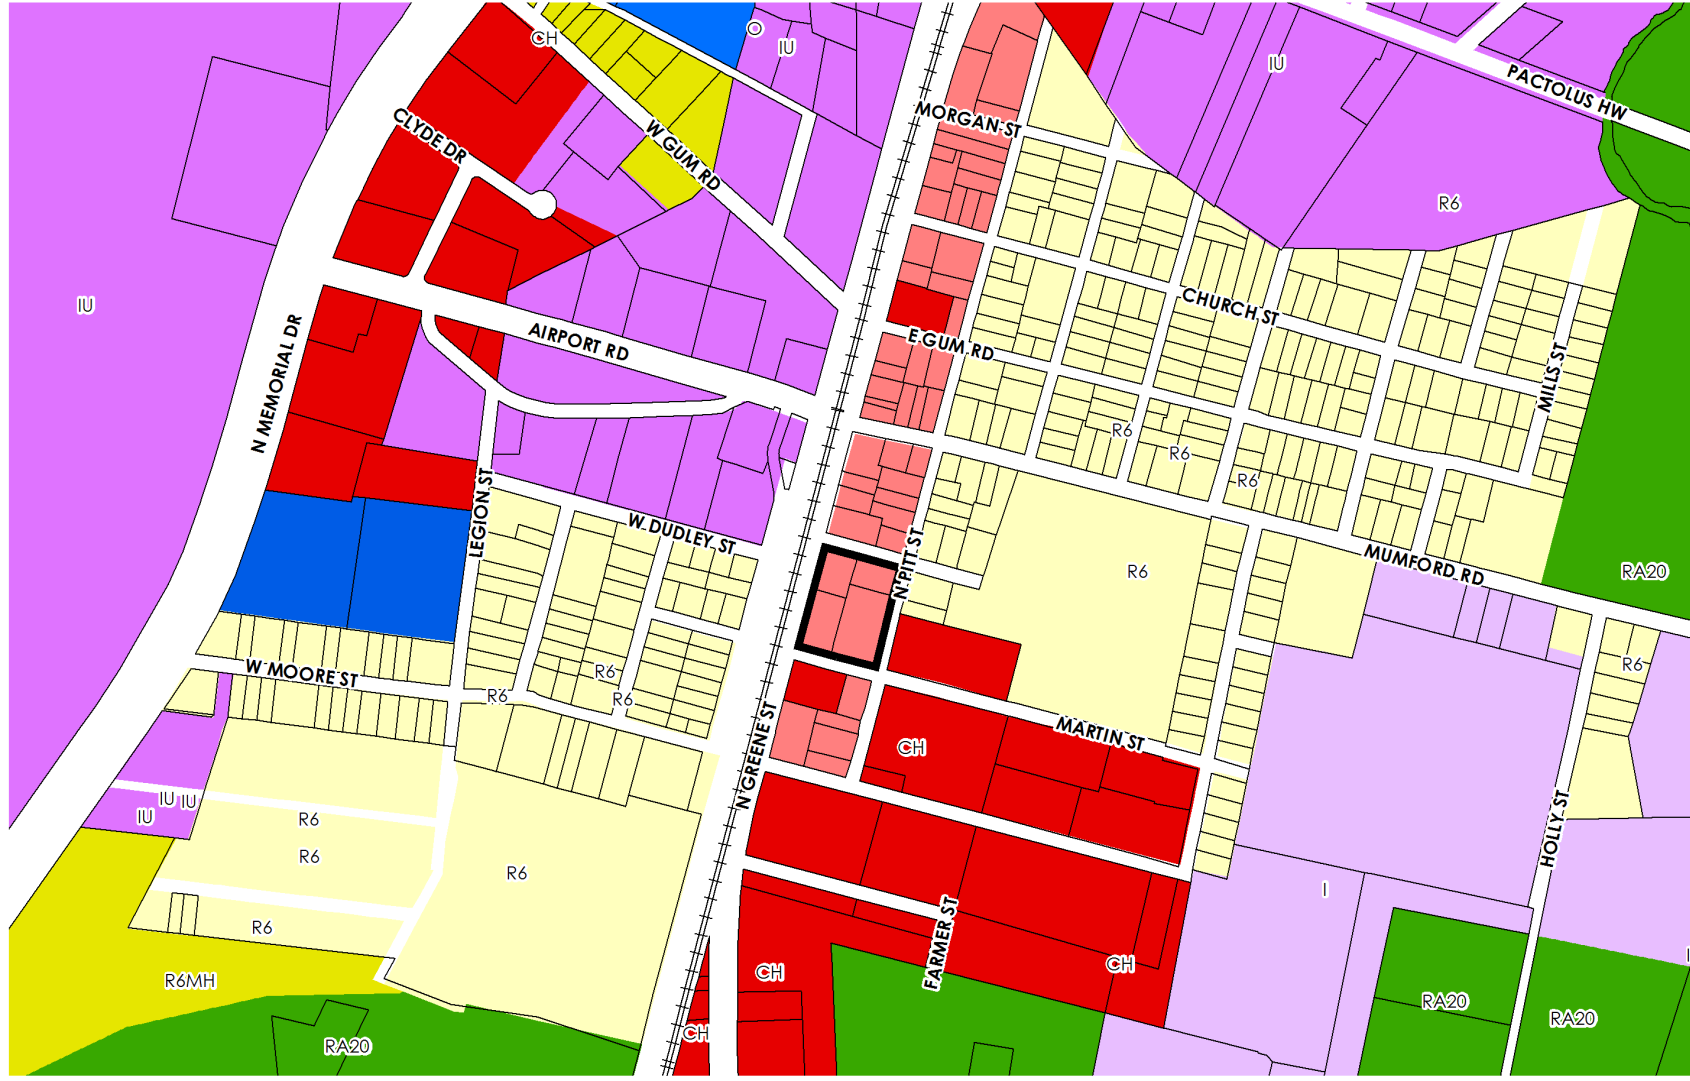 O
CH
IU
IU
PACTOLUS HW
MORGAN ST
CLYDE DR
W GUM RD
R6
IU
CHURCH ST
AIRPORT RD
E GUM RD
N MEMORIAL DR
MILLS ST
R6
R6
R6
LEGION ST
W DUDLEY ST
N PITT ST
MUMFORD RD
R6
RA20
W MOORE ST
R6
R6
R6
R6
N GREENE ST
MARTIN ST
CH
IU
IU
IU
R6
HOLLY ST
R6
R6
I
R6
FARMER ST
CH
CH
R6MH
RA20
RA20
CH
RA20